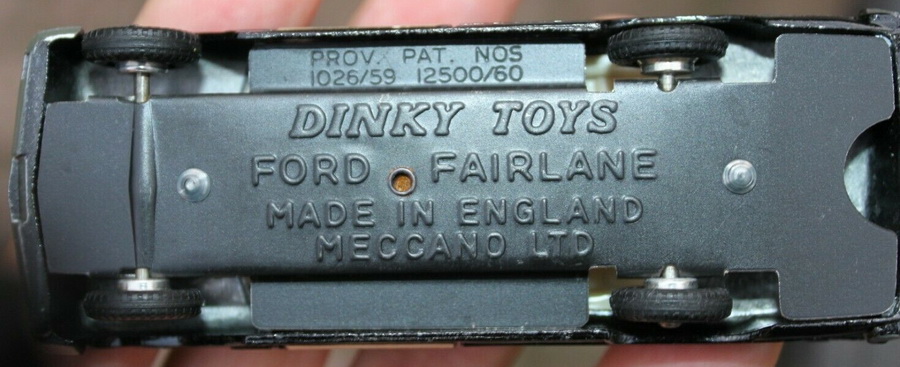 PROV. PAT. NOS
1026/59 12500/60
DINKY TOYS
FORD FAIRLANE
MADE IN ENGLAND
MECCANO LTD